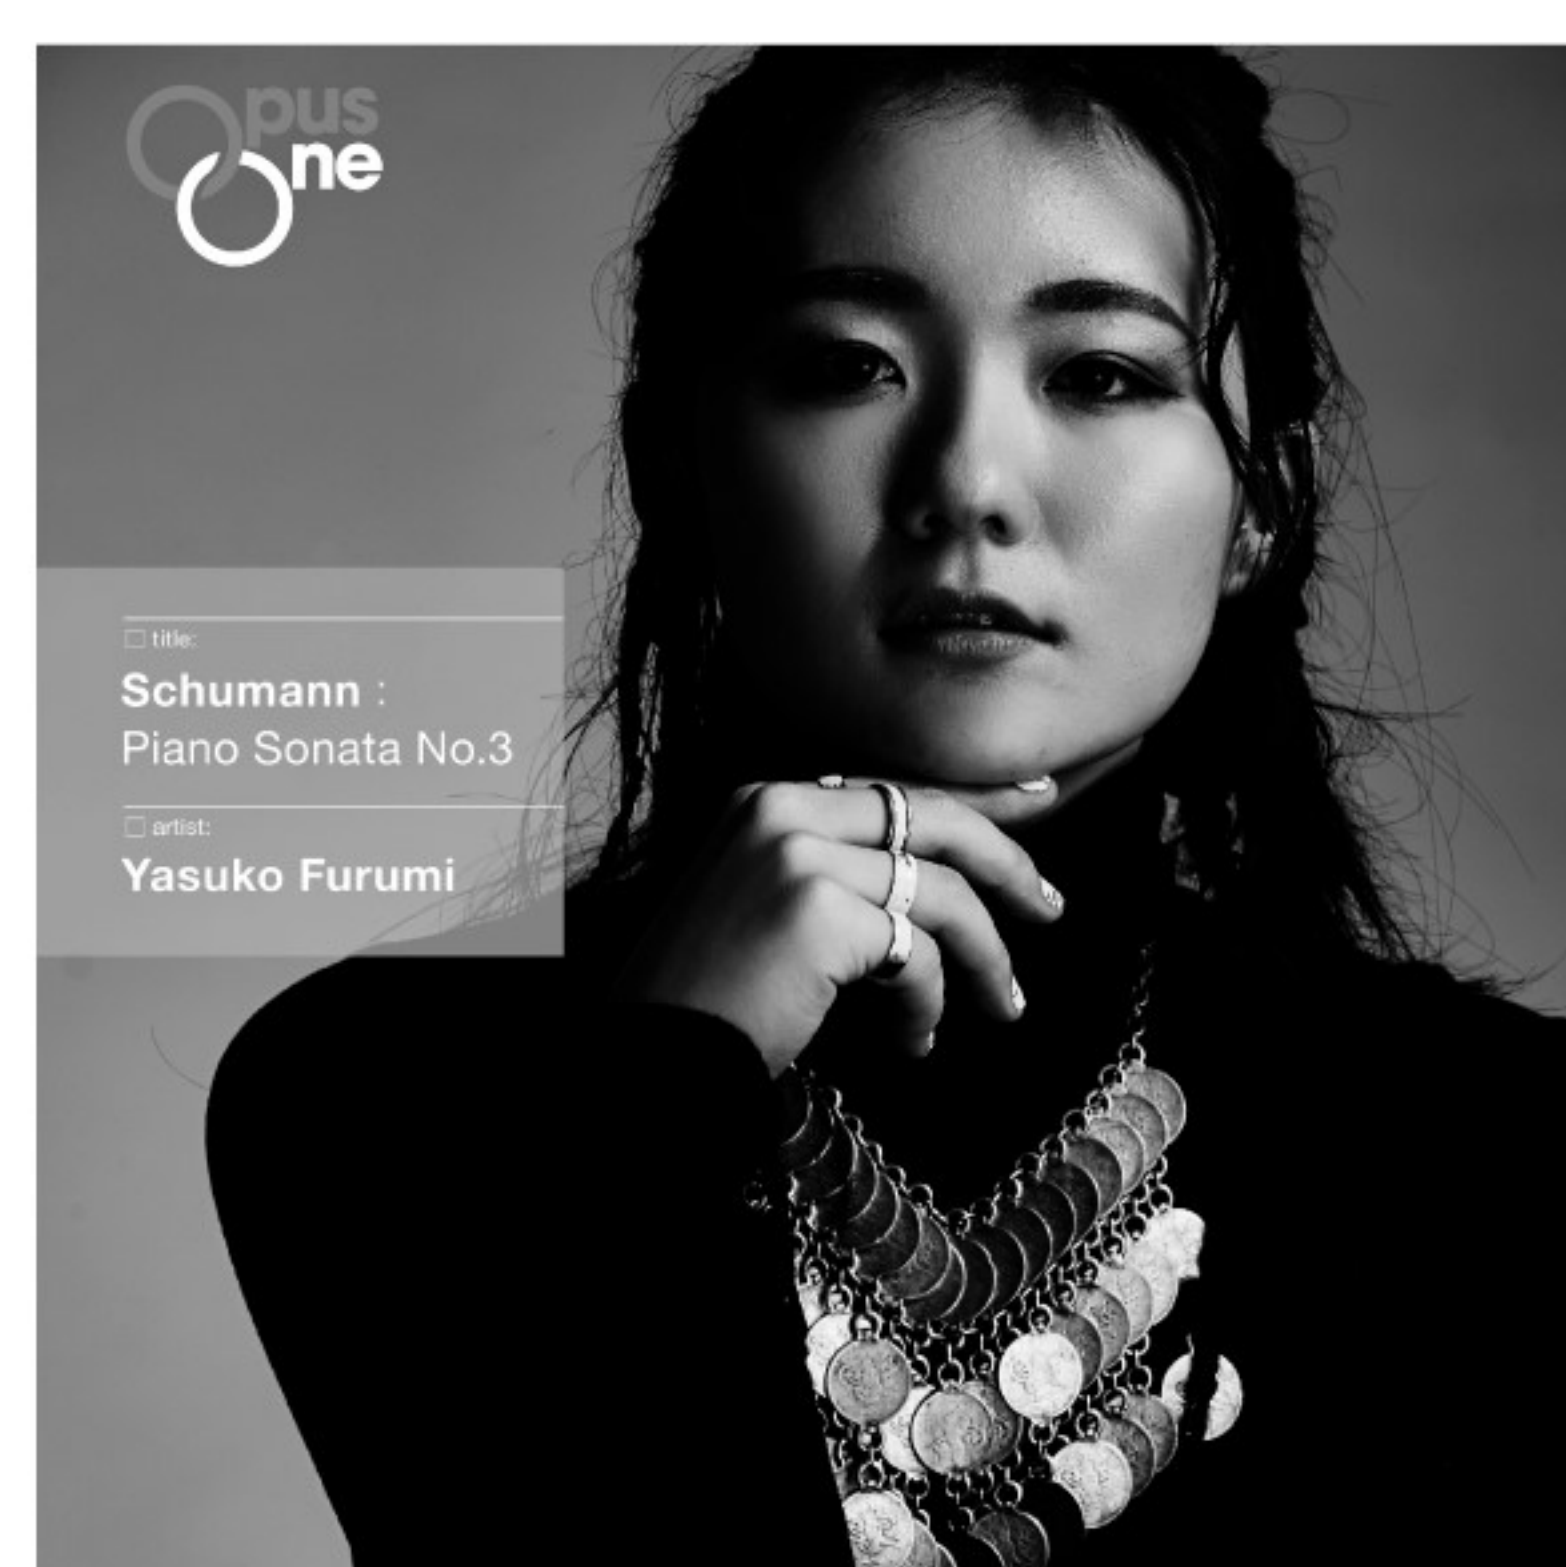 Opus
One
title:
Schumann :
Piano Sonata No.3
artist:
Yasuko Furumi